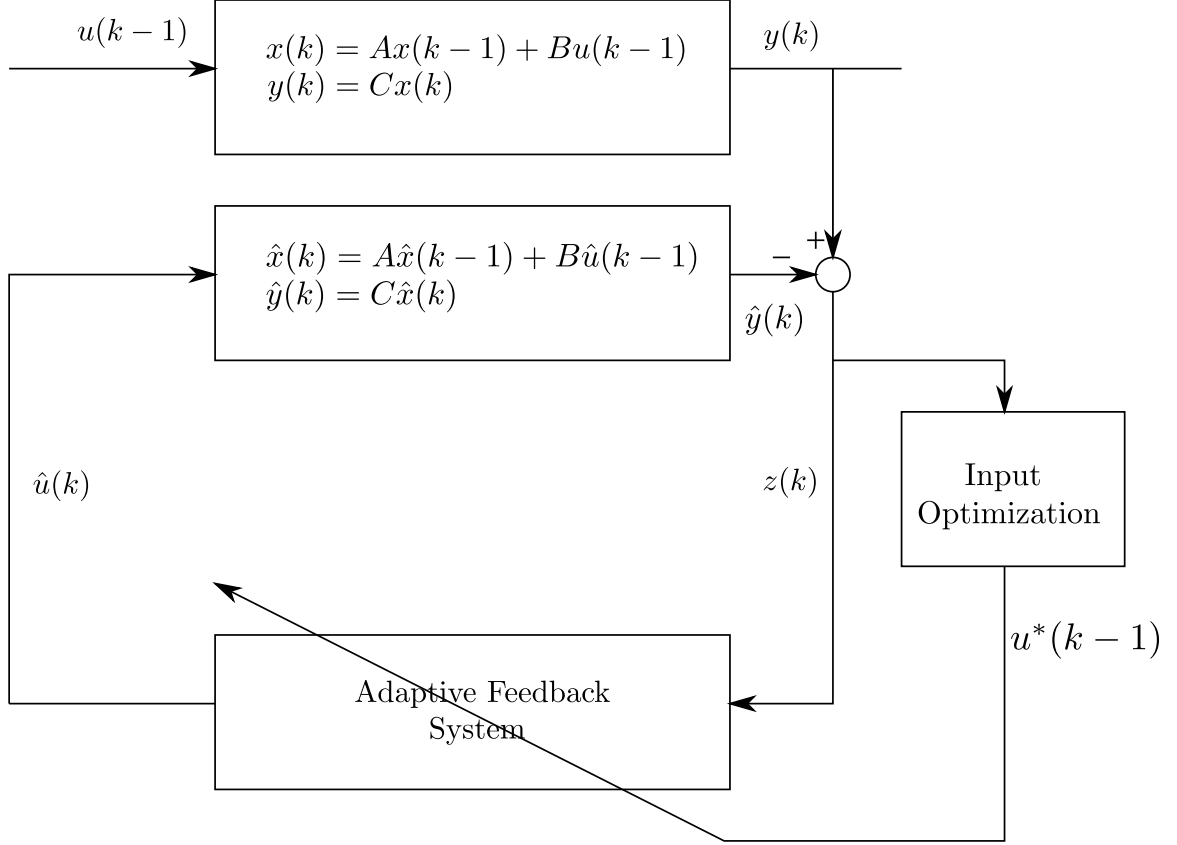 u(k − 1)
x(k) = Ax(k − 1) + Bu(k − 1)
y(k) = Cx(k)
y(k)
+
−
x̂(k) = Ax̂(k − 1) + Bû(k − 1)
ŷ(k) = Cx̂(k)
ŷ(k)
û(k)
z(k)
Input
Optimization
u*(k − 1)
Adaptive Feedback
System